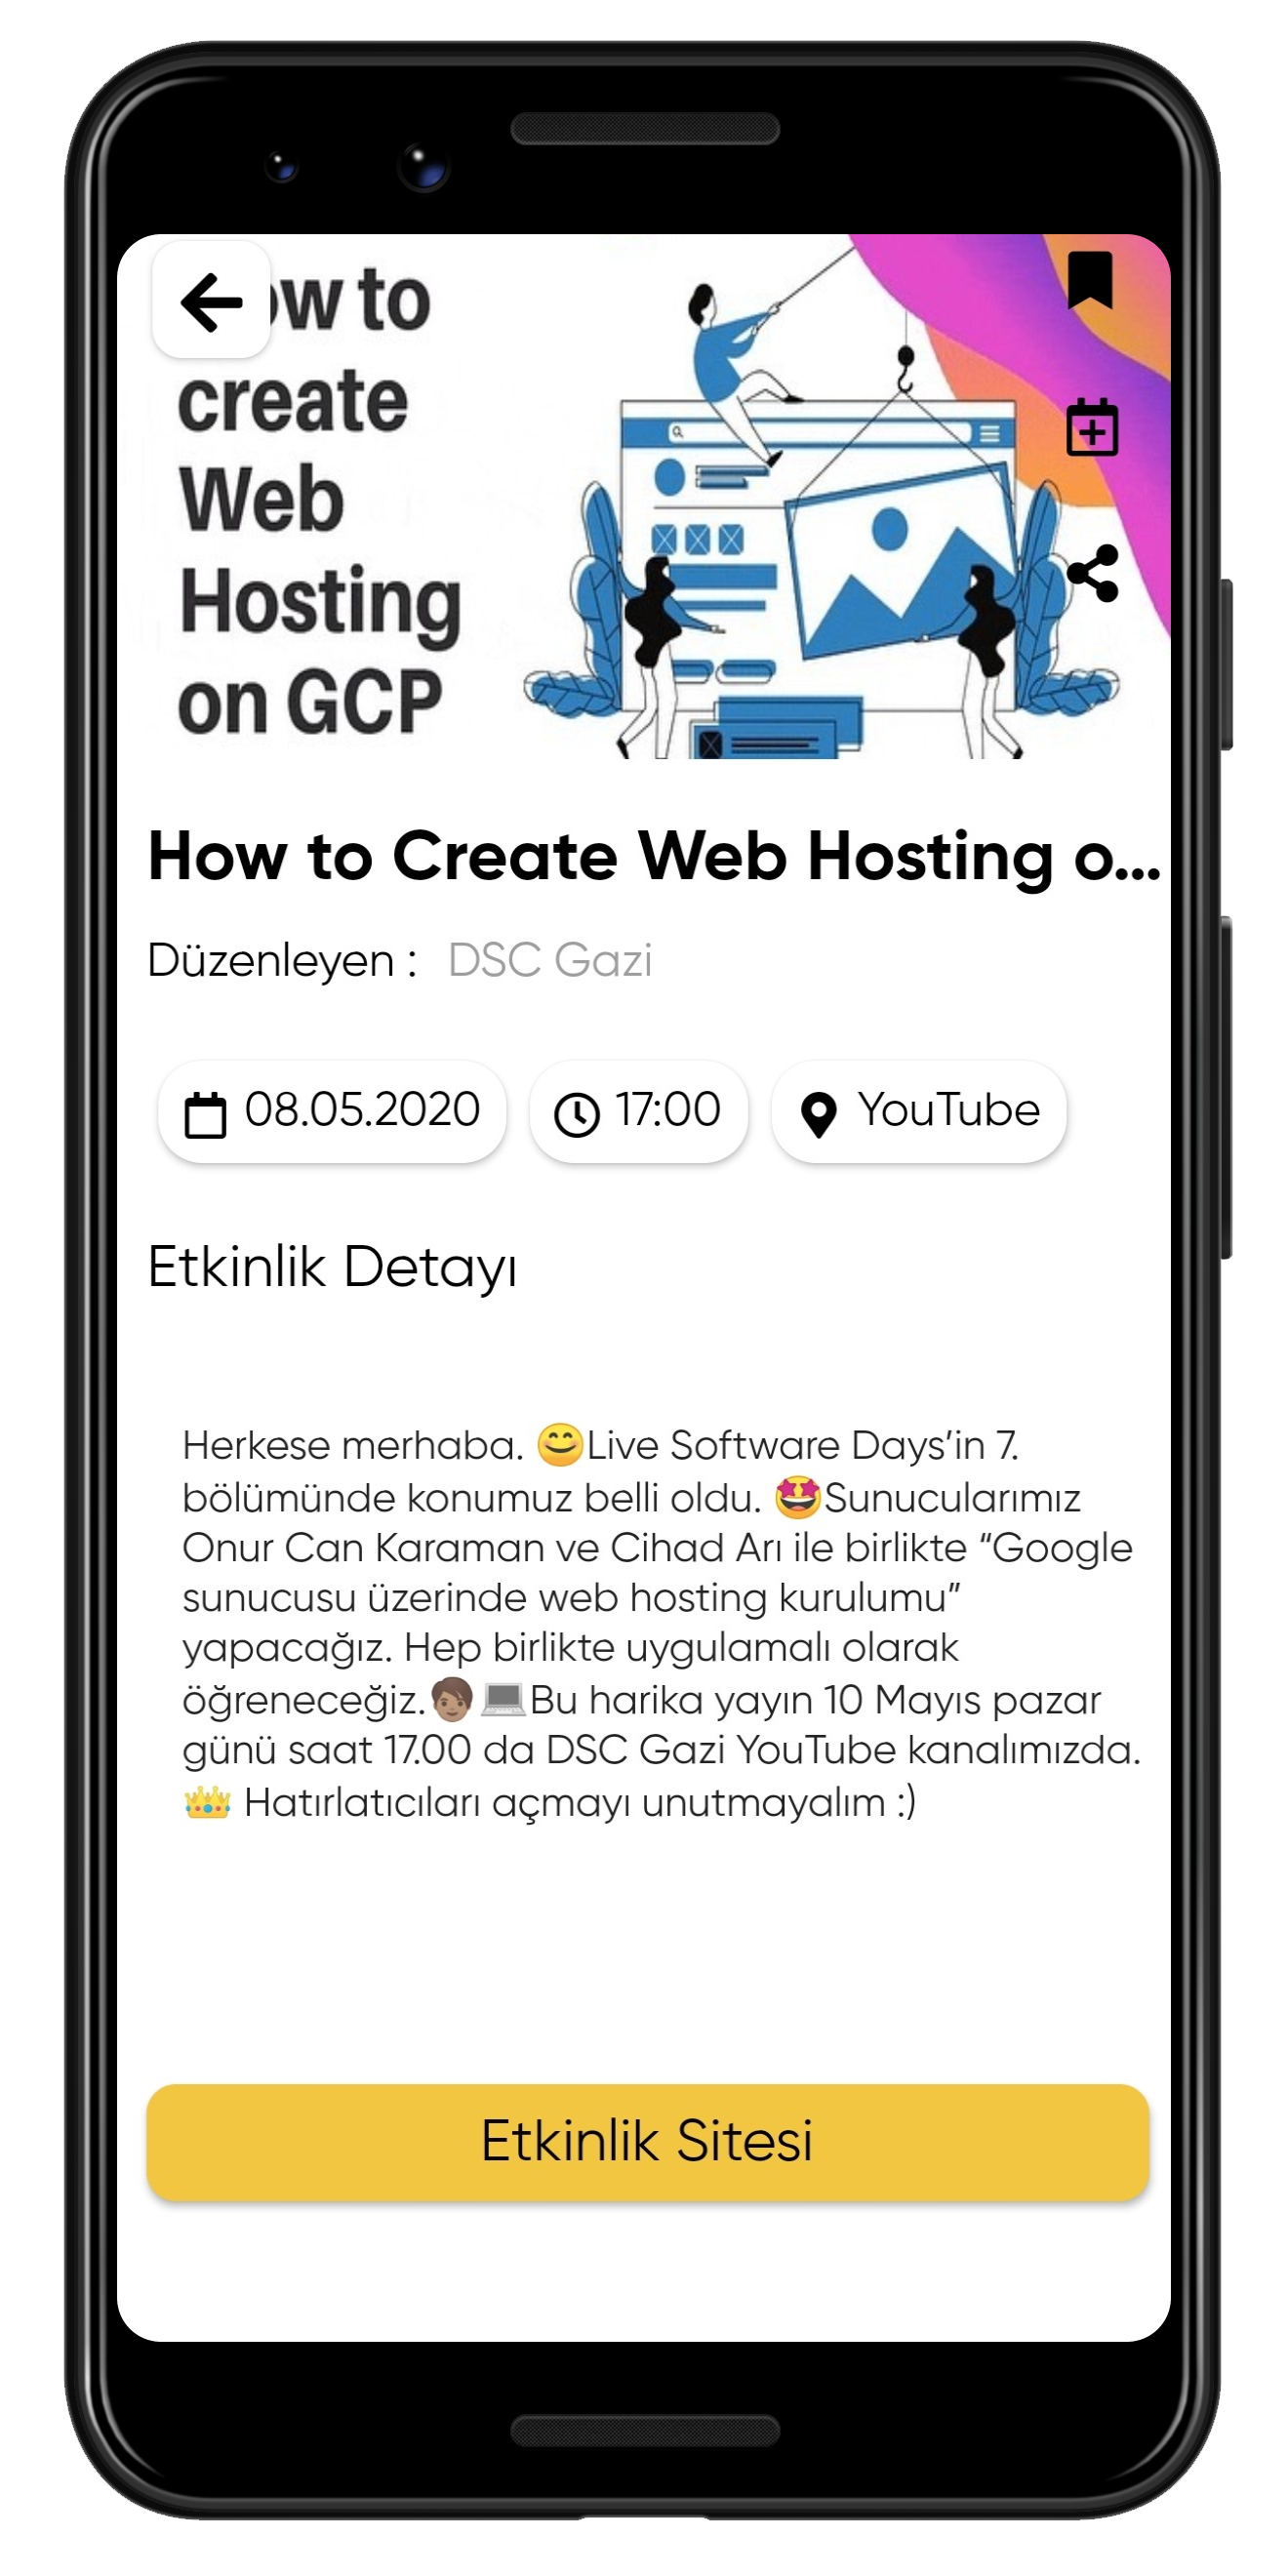 ow to
create
Web
Hosting
on GCP
How to Create Web Hosting o...
Düzenleyen : DSC Gazi
08.05.2020 17:00 YouTube
Etkinlik Detayı
Herkese merhaba. 😊Live Software Days’in 7.
bölümünde konumuz belli oldu. 🤩Sunucularımız
Onur Can Karaman ve Cihad Arı ile birlikte “Google
sunucusu üzerinde web hosting kurulumu”
yapacağız. Hep birlikte uygulamalı olarak
öğreneceğiz.🧑🏽💻Bu harika yayın 10 Mayıs pazar
günü saat 17.00 da DSC Gazi YouTube kanalımızda.
👑 Hatırlatıcıları açmayı unutmayalım :)
Etkinlik Sitesi